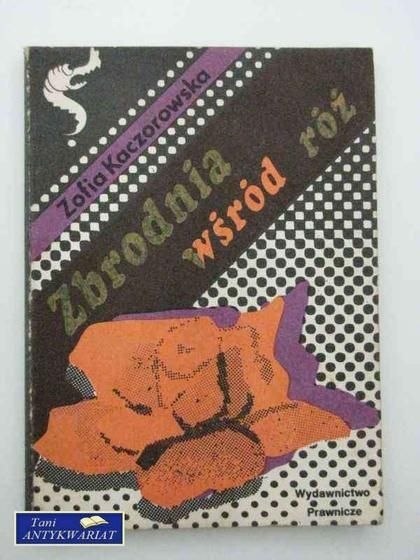 Zofia Kaczorowska
Zbrodnia
wśród róż
Wydawnictwo
Prawnicze
Tani
ANTYKWARIAT